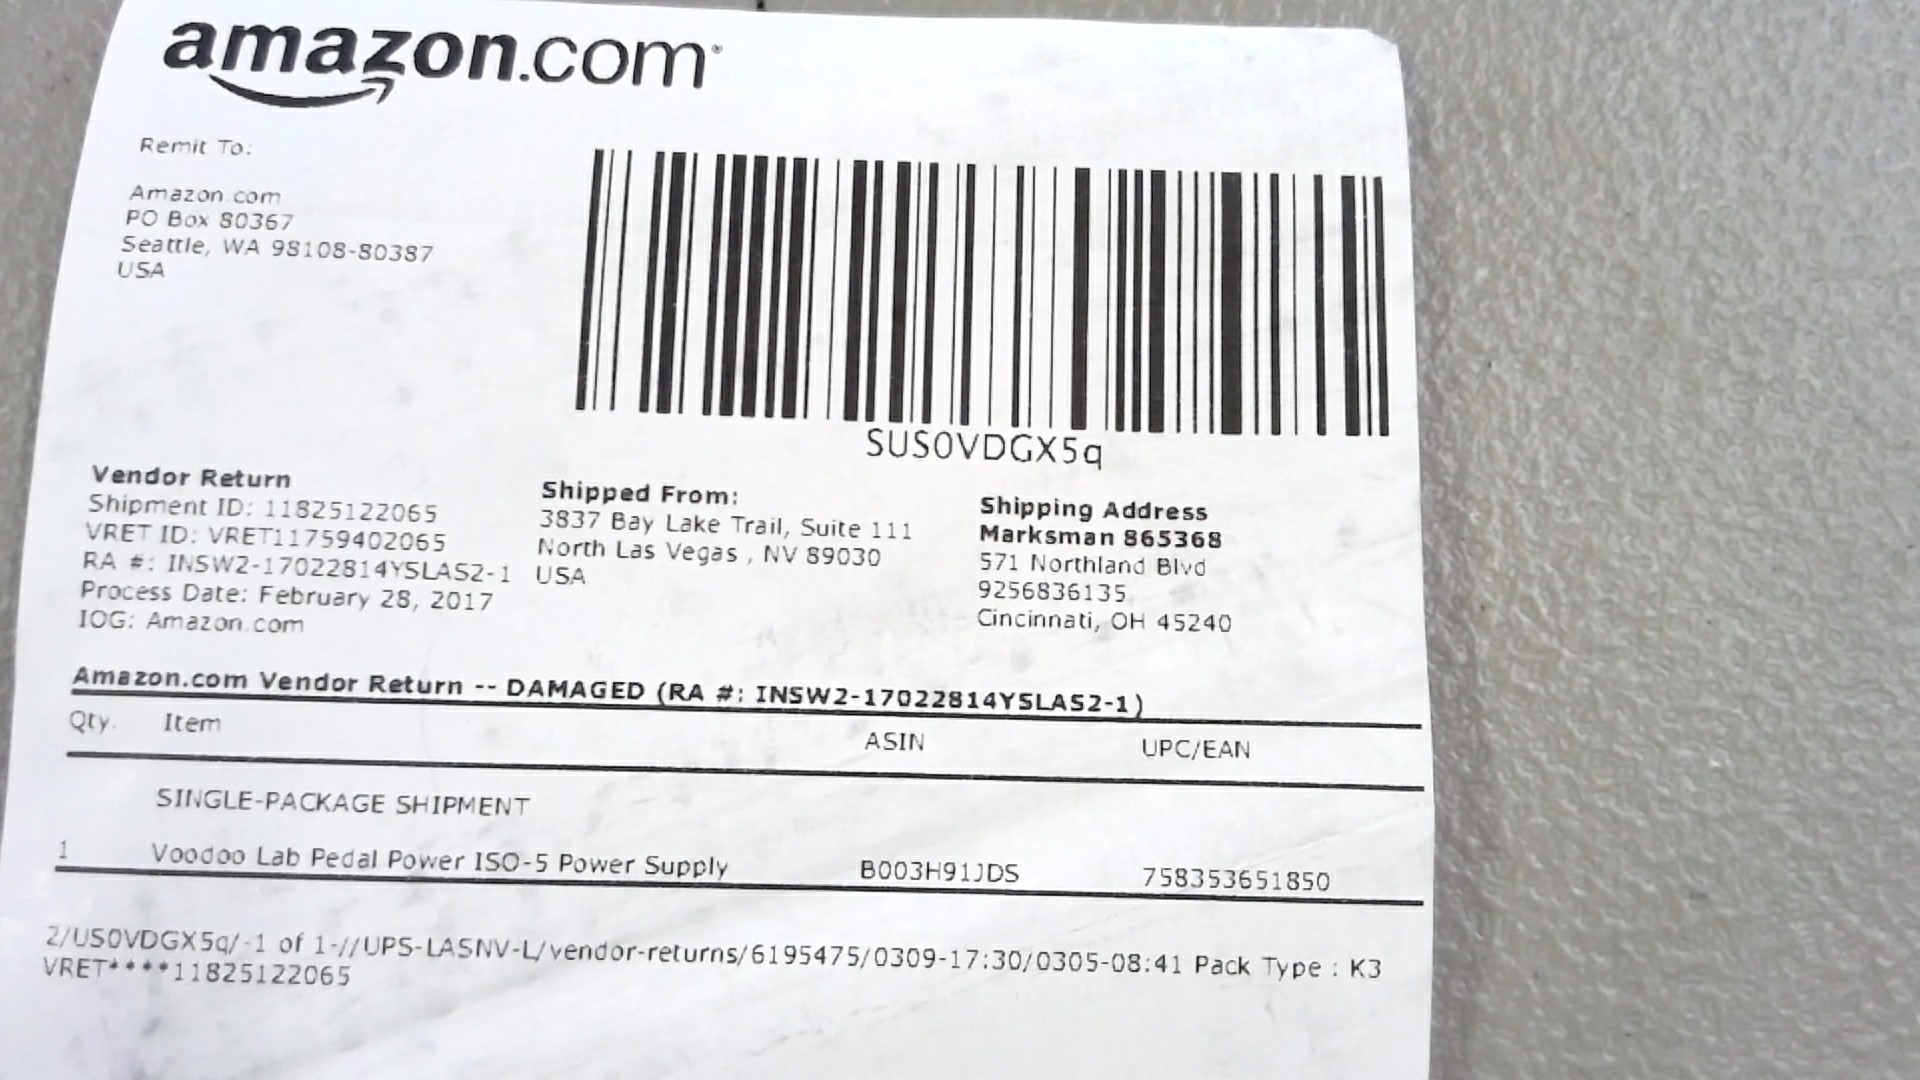 amazon.com
Remit To:
Amazon.com
PO Box 80367
Seattle, WA 98108-80387
USA
SUS0VDGX5q
Vendor Return
Shipment ID: 11825122065
VRET ID: VRET11759402065
RA #: INSW2-17022814YSLAS2-1
Process Date: February 28, 2017
IOG: Amazon.com
Shipped From:
3837 Bay Lake Trail, Suite 111
North Las Vegas , NV 89030
USA
Shipping Address
Marksman 865368
571 Northland Blvd
9256836135
Cincinnati, OH 45240
Amazon.com Vendor Return -- DAMAGED (RA #: INSW2-17022814YSLAS2-1)
Qty. Item ASIN UPC/EAN
SINGLE-PACKAGE SHIPMENT
1 Voodoo Lab Pedal Power ISO-5 Power Supply B003H91JDS 758353651850
2/US0VDGX5q/-1 of 1-//UPS-LASNV-L/vendor-returns/6195475/0309-17:30/0305-08:41 Pack Type : K3
VRET****11825122065